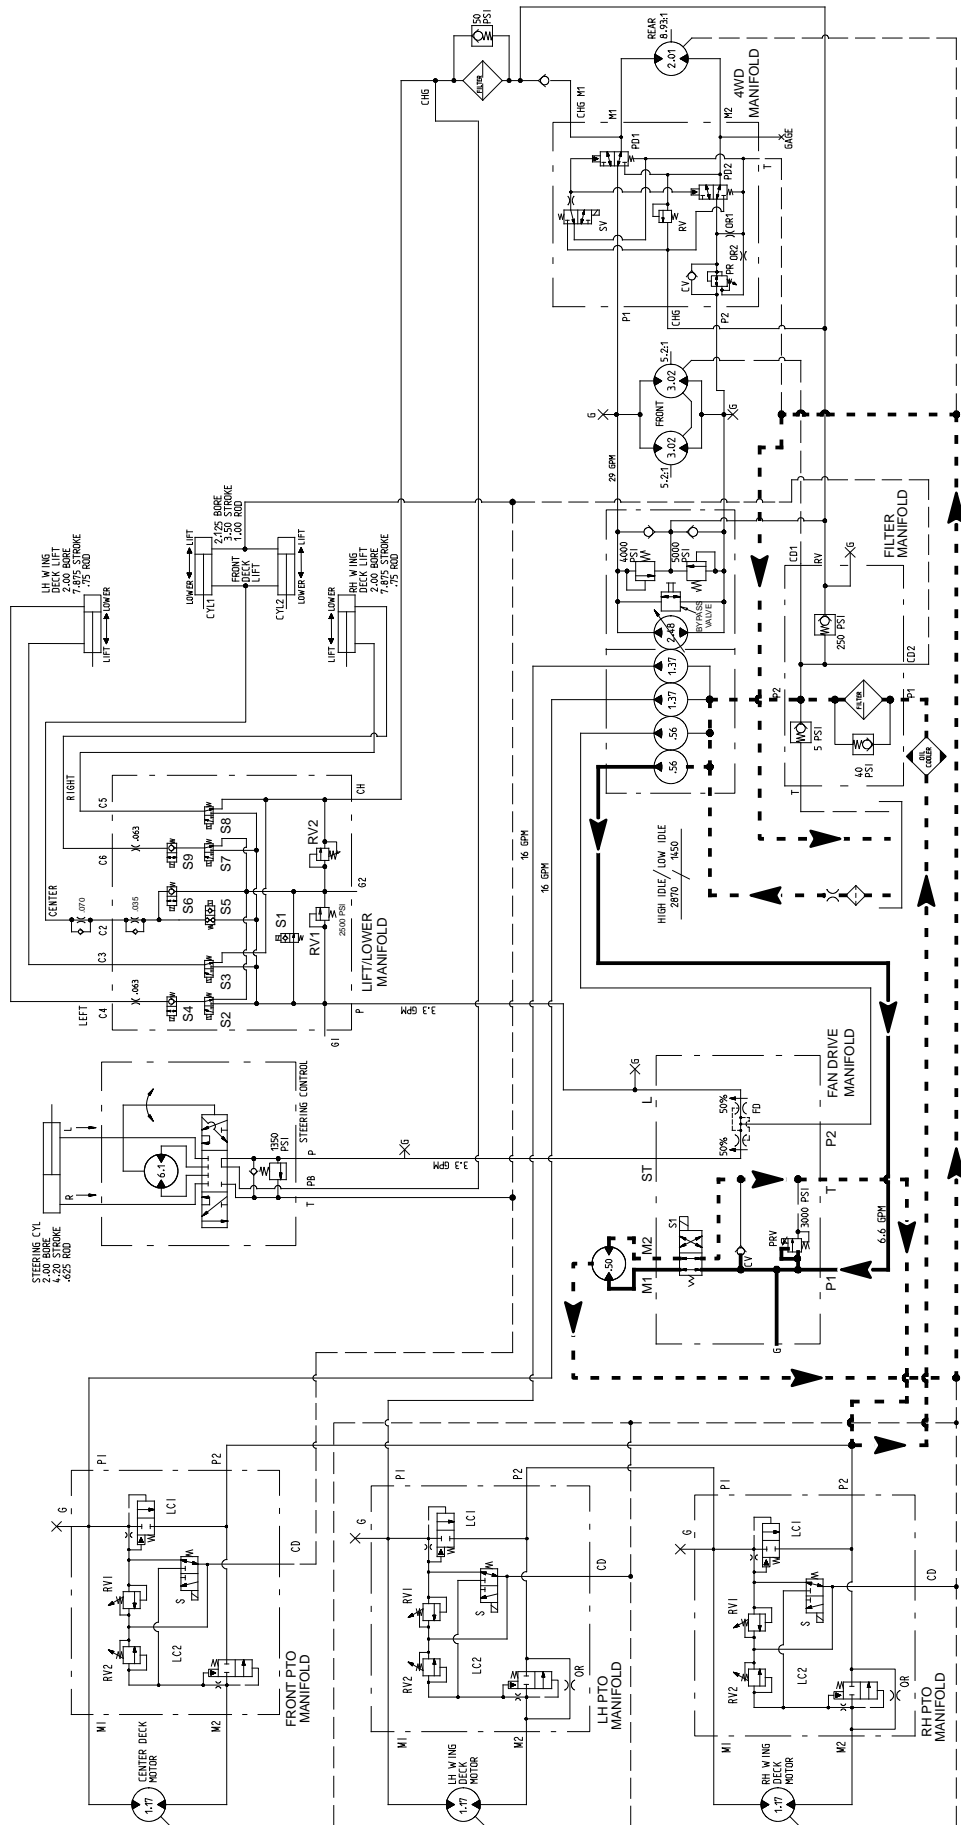 50
PSI
FILTER
CHG
CHG M1
REAR
8.93:1
2.01
4WD
MANIFOLD
M1
M2
GAGE
PD1
PD2
T
SV
RV
OR1
OR2
CV
PR
P1
CHG
P2
5.2:1
3.02
FRONT
3.02
5.2:1
G
G
29 GPM
4000
PSI
5000
PSI
BYPASS
VALVE
2.48
1.37
1.37
.56
.56
FILTER
MANIFOLD
CD1
RV
G
250 PSI
CD2
P2
P1
FILTER
5 PSI
40
PSI
T
OIL
COOLER
HIGH IDLE/ LOW IDLE
2870 / 1450
16 GPM
16 GPM
LH WING
DECK LIFT
2.00 BORE
7.875 STROKE
.75 ROD
LIFT
LOWER
2.125 BORE
3.50 STROKE
1.00 ROD
LOWER
LIFT
CYL1
FRONT
DECK
LIFT
CYL2
LOWER
LIFT
RH WING
DECK LIFT
2.00 BORE
7.875 STROKE
.75 ROD
LIFT
LOWER
RIGHT
C5
C6
.063
CENTER
C2
.070
.035
C3
LEFT
C4
.063
S8
S7
S9
S6
S5
S1
S3
S2
S4
RV2
RV1
2500 PSI
CH
G2
P
G1
LIFT/LOWER
MANIFOLD
3.3 GPM
STEERING CYL
2.00 BORE
4.20 STROKE
.625 ROD
L
R
6.1
1350
PSI
STEERING CONTROL
P
PB
T
G
3.3 GPM
G
L
ST
50%
50%
FD
FAN DRIVE
MANIFOLD
P2
T
M2
M1
.50
S1
CV
PRV
3000 PSI
P1
G
6.6 GPM
P1
G
P2
LC1
RV1
S
CD
RV2
LC2
FRONT PTO
MANIFOLD
M1
M2
CENTER DECK
MOTOR
1.17
P1
G
P2
LC1
RV1
S
CD
RV2
LC2
OR
LH PTO
MANIFOLD
M1
M2
LH WING
DECK
MOTOR
1.17
P1
G
P2
LC1
RV1
S
CD
RV2
LC2
OR
RH PTO
MANIFOLD
M1
M2
RH WING
DECK
MOTOR
1.17